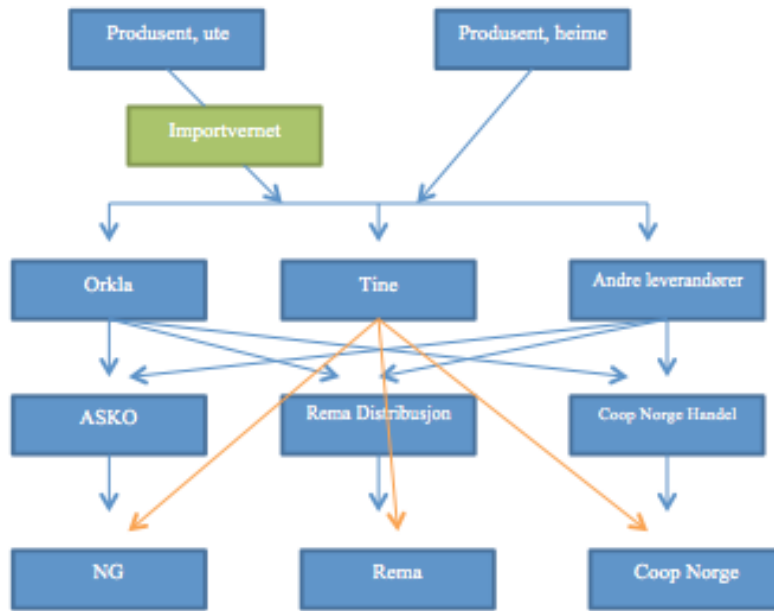 Produsent, ute
Produsent, heime
Importvernet
Orkla
Tine
Andre leverandører
ASKO
Rema Distribusjon
Coop Norge Handel
NG
Rema
Coop Norge